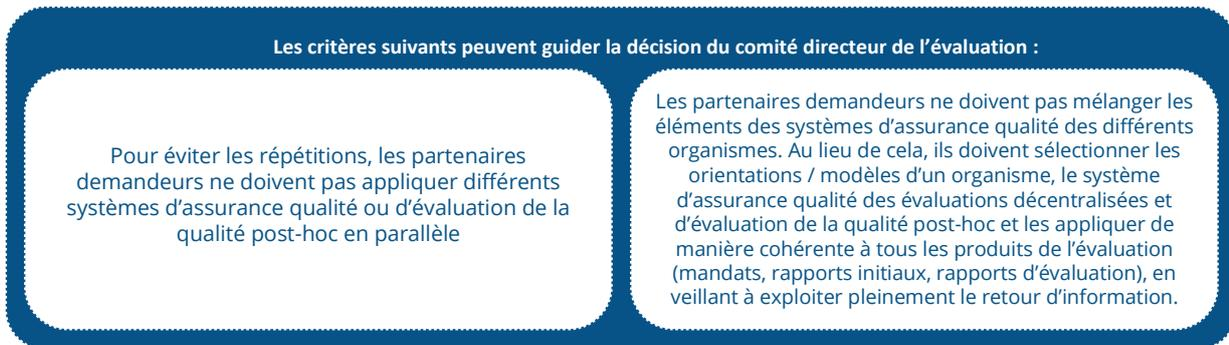 Les critères suivants peuvent guider la décision du comité directeur de l’évaluation :
Pour éviter les répétitions, les partenaires
demandeurs ne doivent pas appliquer différents
systèmes d’assurance qualité ou d’évaluation de la
qualité post-hoc en parallèle
Les partenaires demandeurs ne doivent pas mélanger les
éléments des systèmes d’assurance qualité des différents
organismes. Au lieu de cela, ils doivent sélectionner les
orientations / modèles d’un organisme, le système
d’assurance qualité des évaluations décentralisées et
d’évaluation de la qualité post-hoc et les appliquer de
manière cohérente à tous les produits de l’évaluation
(mandats, rapports initiaux, rapports d’évaluation), en
veillant à exploiter pleinement le retour d’information.